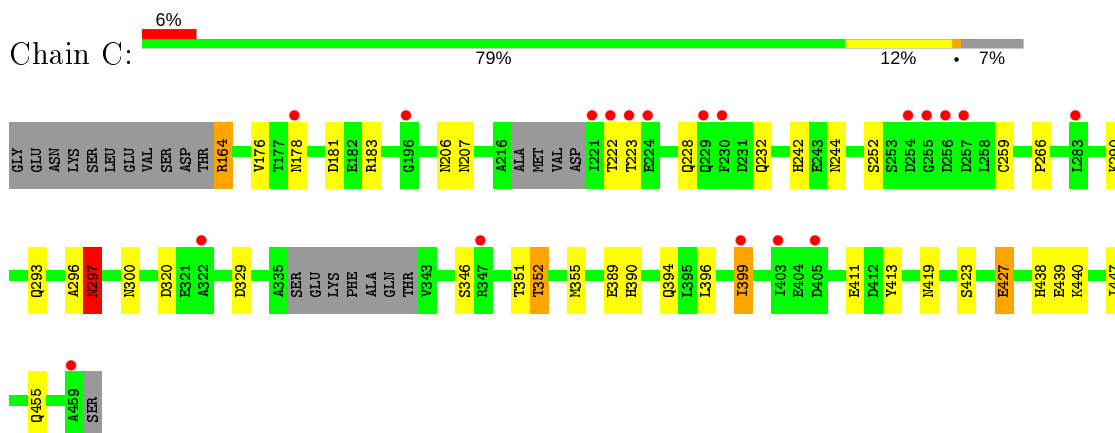 6%
Chain C:
79% 12% • 7%
GLY GLU ASN LYS SER LEU GLU VAL SER ASP THR R164 V176 T177 N178 D181 E182 R183 G196 N206 N207 A216 ALA MET VAL ASP I221 T222 T223 E224 Q228 Q229 F230 D231 Q232 H242 E243 N244 S252 S253 D254 G255 D256 D257 L258 C259 P266 L283
Q293 A296 N297 N300 D320 E321 A322 D329 A335 SER GLU LYS PHE ALA GLN THR V343 S346 R347 T351 T352 M355 E389 H390 Q394 L395 L396 I399 I403 E404 D405 E411 D412 Y413 N419 S423 E427 H438 E439 K440 I447
Q455 A459 SER